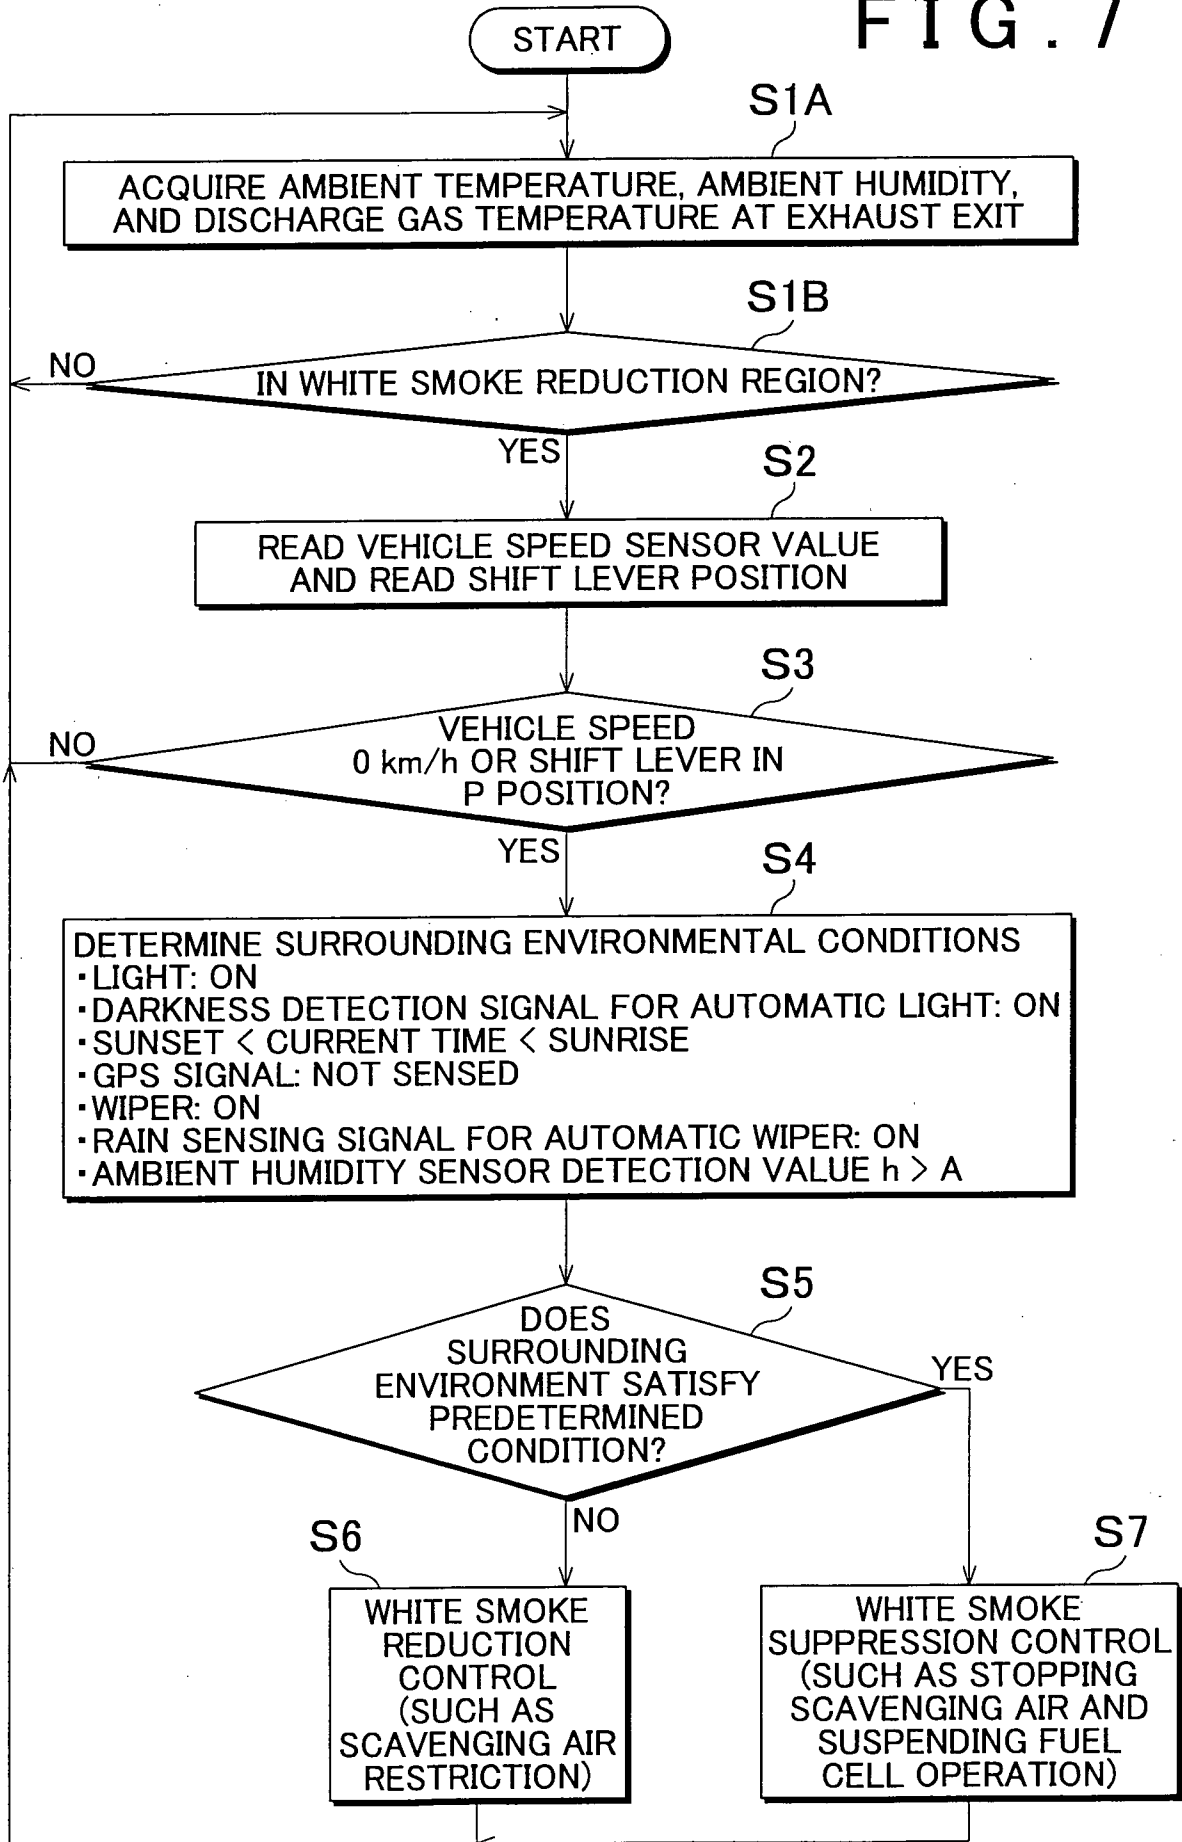 FIG. 7
START
S1A
ACQUIRE AMBIENT TEMPERATURE, AMBIENT HUMIDITY,
AND DISCHARGE GAS TEMPERATURE AT EXHAUST EXIT
S1B
NO
IN WHITE SMOKE REDUCTION REGION?
YES
S2
READ VEHICLE SPEED SENSOR VALUE
AND READ SHIFT LEVER POSITION
S3
NO
VEHICLE SPEED
0 km/h OR SHIFT LEVER IN
P POSITION?
YES
S4
DETERMINE SURROUNDING ENVIRONMENTAL CONDITIONS
・LIGHT: ON
・DARKNESS DETECTION SIGNAL FOR AUTOMATIC LIGHT: ON
・SUNSET < CURRENT TIME < SUNRISE
・GPS SIGNAL: NOT SENSED
・WIPER: ON
・RAIN SENSING SIGNAL FOR AUTOMATIC WIPER: ON
・AMBIENT HUMIDITY SENSOR DETECTION VALUE h > A
S5
DOES
SURROUNDING
ENVIRONMENT SATISFY
PREDETERMINED
CONDITION?
YES
NO
S6
WHITE SMOKE
REDUCTION
CONTROL
(SUCH AS
SCAVENGING AIR
RESTRICTION)
S7
WHITE SMOKE
SUPPRESSION CONTROL
(SUCH AS STOPPING
SCAVENGING AIR AND
SUSPENDING FUEL
CELL OPERATION)